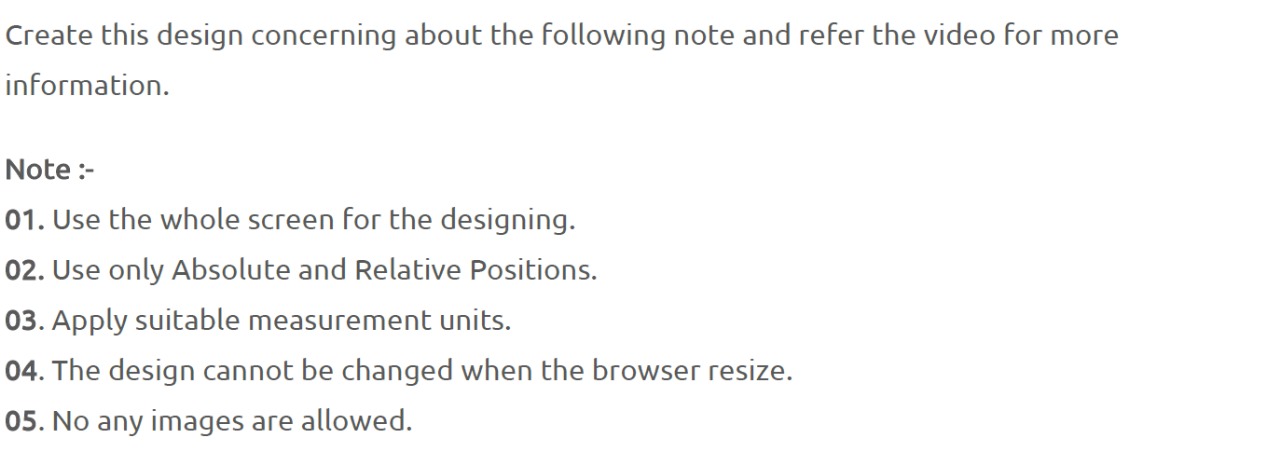 Create this design concerning about the following note and refer the video for more
information.
Note :-
01. Use the whole screen for the designing.
02. Use only Absolute and Relative Positions.
03. Apply suitable measurement units.
04. The design cannot be changed when the browser resize.
05. No any images are allowed.